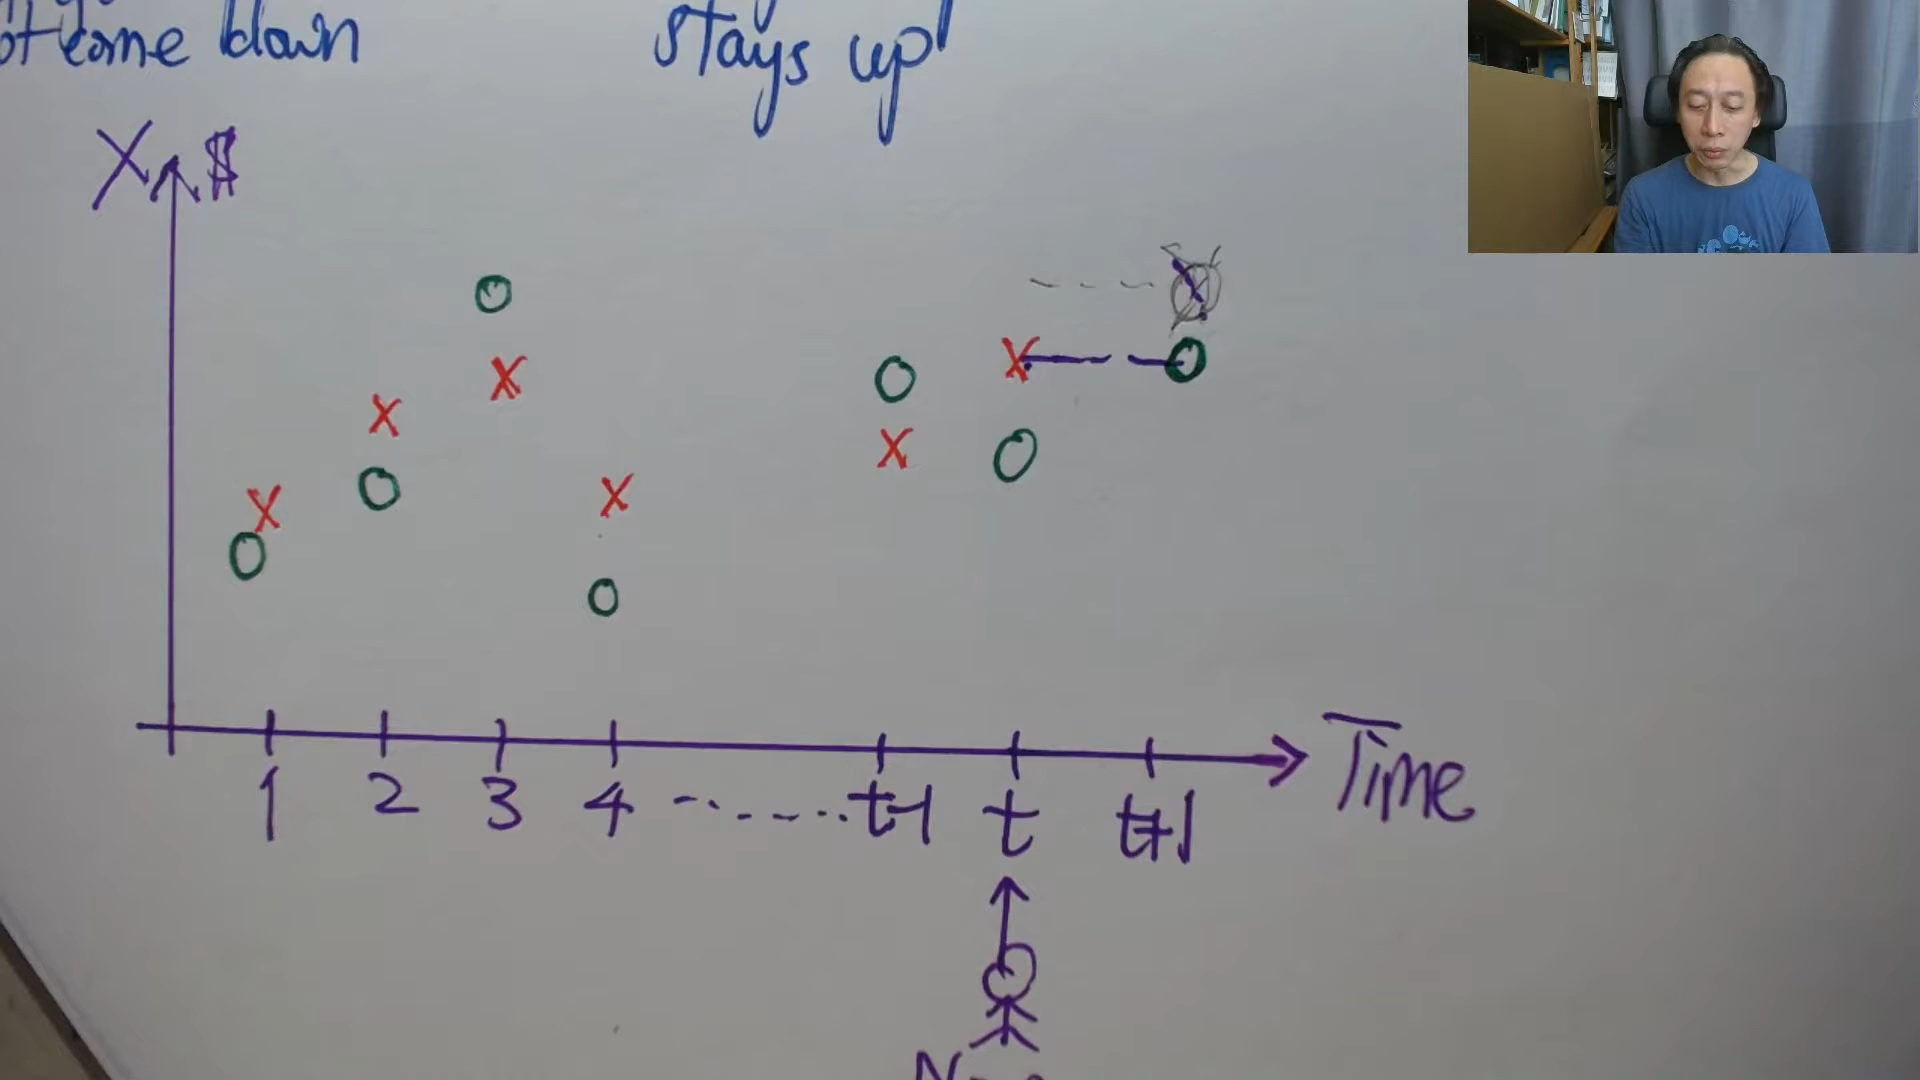 come down
stays up
X $
X O X O O X X O O X X O O
1 2 3 4 ------ t-1 t t+1 Time